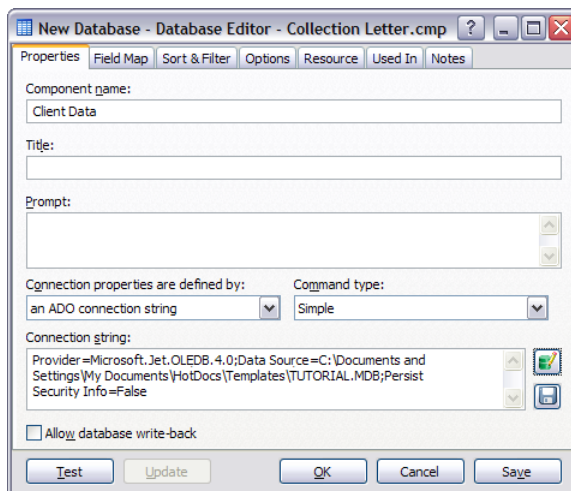 New Database - Database Editor - Collection Letter.cmp ?
Properties Field Map Sort & Filter Options Resource Used In Notes
Component name:
Client Data
Title:
Prompt:
Connection properties are defined by: Command type:
an ADO connection string Simple
Connection string:
Provider=Microsoft.Jet.OLEDB.4.0;Data Source=C:\Documents and
Settings\My Documents\HotDocs\Templates\TUTORIAL.MDB;Persist
Security Info=False
Allow database write-back
Test Update OK Cancel Save